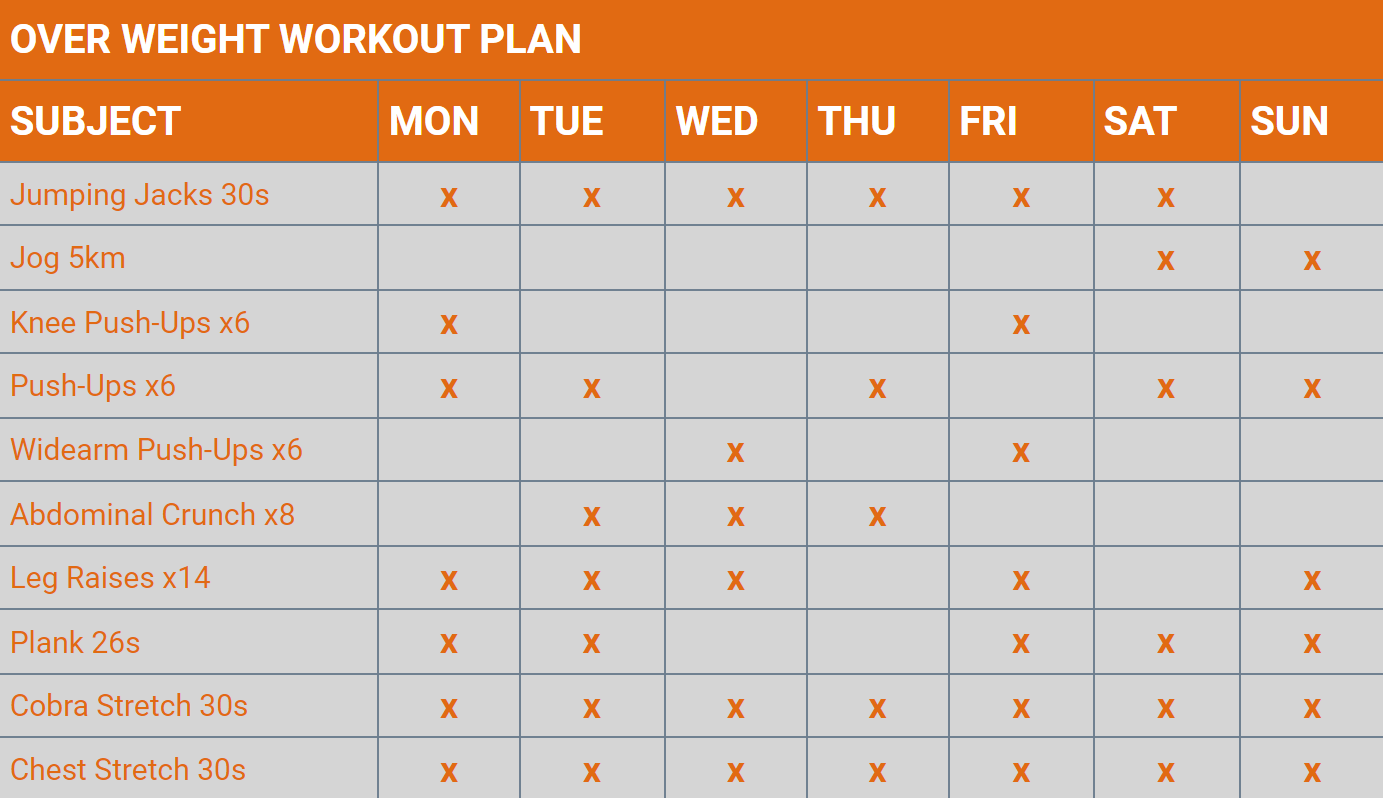 OVER WEIGHT WORKOUT PLAN
SUBJECT MON TUE WED THU FRI SAT SUN
Jumping Jacks 30s x x x x x x
Jog 5km x x
Knee Push-Ups x6 x x
Push-Ups x6 x x x x x
Widearm Push-Ups x6 x x
Abdominal Crunch x8 x x x
Leg Raises x14 x x x x x
Plank 26s x x x x x
Cobra Stretch 30s x x x x x x x
Chest Stretch 30s x x x x x x x